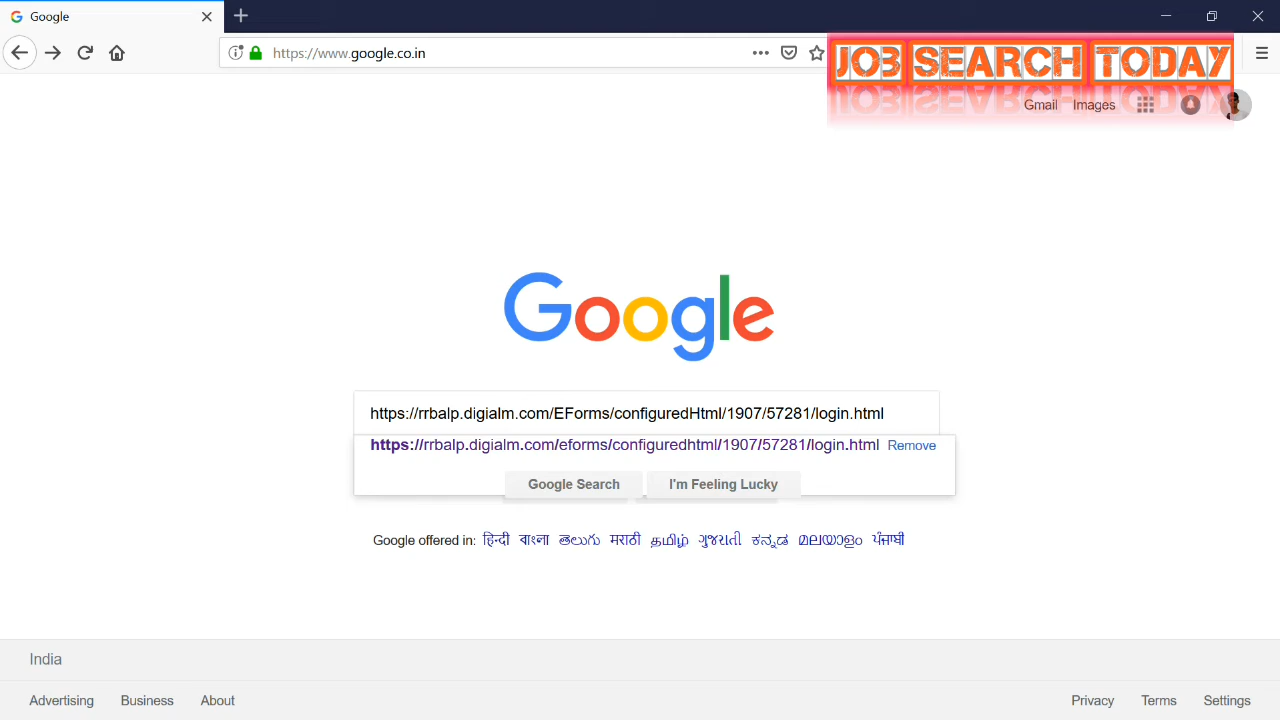 Google
https://www.google.co.in
JOB SEARCH TODAY
Gmail Images
Google
https://rrbalp.digialm.com/EForms/configuredHtml/1907/57281/login.html
https://rrbalp.digialm.com/eforms/configuredhtml/1907/57281/login.html Remove
Google Search I'm Feeling Lucky
Google offered in: हिन्दी বাংলা తెలుగు मराठी தமிழ் ગુજરાતી ಕನ್ನಡ മലയാളം ਪੰਜਾਬੀ
India
Advertising Business About Privacy Terms Settings